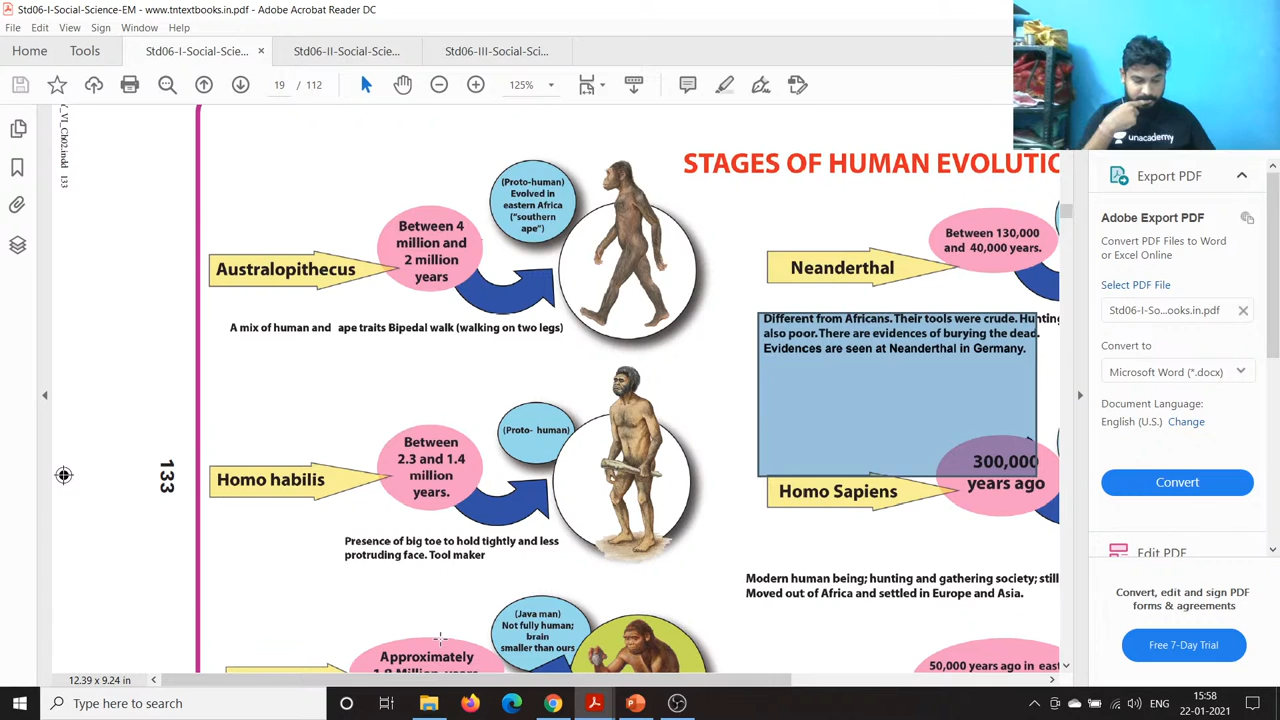 Std06-I-Social-Science-EM - www.tntextbooks.in.pdf - Adobe Acrobat Reader DC
File Edit View Sign Window Help
Home Tools Std06-I-Social-Scie... × Std06-II-Social-Scie... Std06-III-Social-Sci...
19 / 112 125%
unacademy
_VI_Ch02.indd 133
STAGES OF HUMAN EVOLUTIO
(Proto-human)
Evolved in
eastern Africa
("southern
ape")
Between 4
million and
2 million
years
Australopithecus
A mix of human and ape traits Bipedal walk (walking on two legs)
Between 130,000
and 40,000 years.
Neanderthal
Different from Africans. Their tools were crude. Hunting
also poor. There are evidences of burying the dead.
Evidences are seen at Neanderthal in Germany.
133
(Proto- human)
Between
2.3 and 1.4
million
years.
Homo habilis
Presence of big toe to hold tightly and less
protruding face. Tool maker
300,000
years ago
Homo Sapiens
Modern human being; hunting and gathering society; still
Moved out of Africa and settled in Europe and Asia.
(Java man)
Not fully human;
brain
smaller than ours
Approximately
1.8 Million years
50,000 years ago in east
12.39 x 9.24 in
Export PDF
Adobe Export PDF
Convert PDF Files to Word
or Excel Online
Select PDF File
Std06-I-So...ooks.in.pdf
Convert to
Microsoft Word (*.docx)
Document Language:
English (U.S.) Change
Convert
Edit PDF
Convert, edit and sign PDF
forms & agreements
Free 7-Day Trial
Type here to search
15:58
22-01-2021